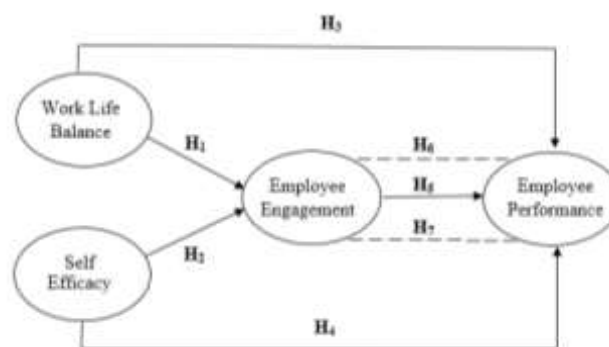 H3
Work Life
Balance
H1
H6
Employee
Engagement
H5
Employee
Performance
H7
Self
Efficacy
H2
H4